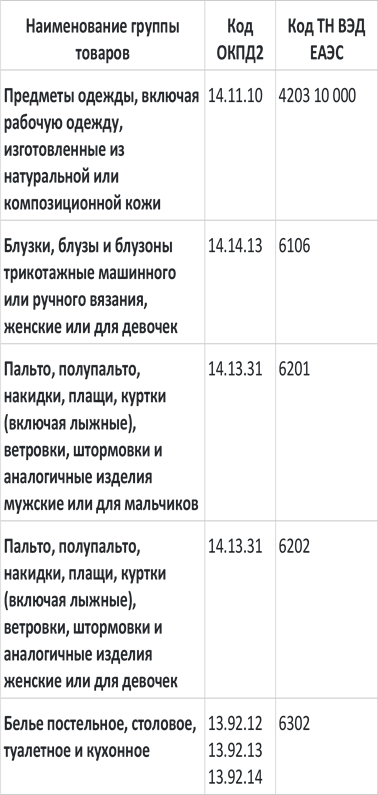 Наименование группы товаров
Код ОКПД2
Код ТН ВЭД ЕАЭС
Предметы одежды, включая
рабочую одежду,
изготовленные из
натуральной или
композиционной кожи
14.11.10
4203 10 000
Блузки, блузы и блузоны
трикотажные машинного
или ручного вязания,
женские или для девочек
14.14.13
6106
Пальто, полупальто,
накидки, плащи, куртки
(включая лыжные),
ветровки, штормовки и
аналогичные изделия
мужские или для мальчиков
14.13.31
6201
Пальто, полупальто,
накидки, плащи, куртки
(включая лыжные),
ветровки, штормовки и
аналогичные изделия
женские или для девочек
14.13.31
6202
Белье постельное, столовое,
туалетное и кухонное
13.92.12
13.92.13
13.92.14
6302